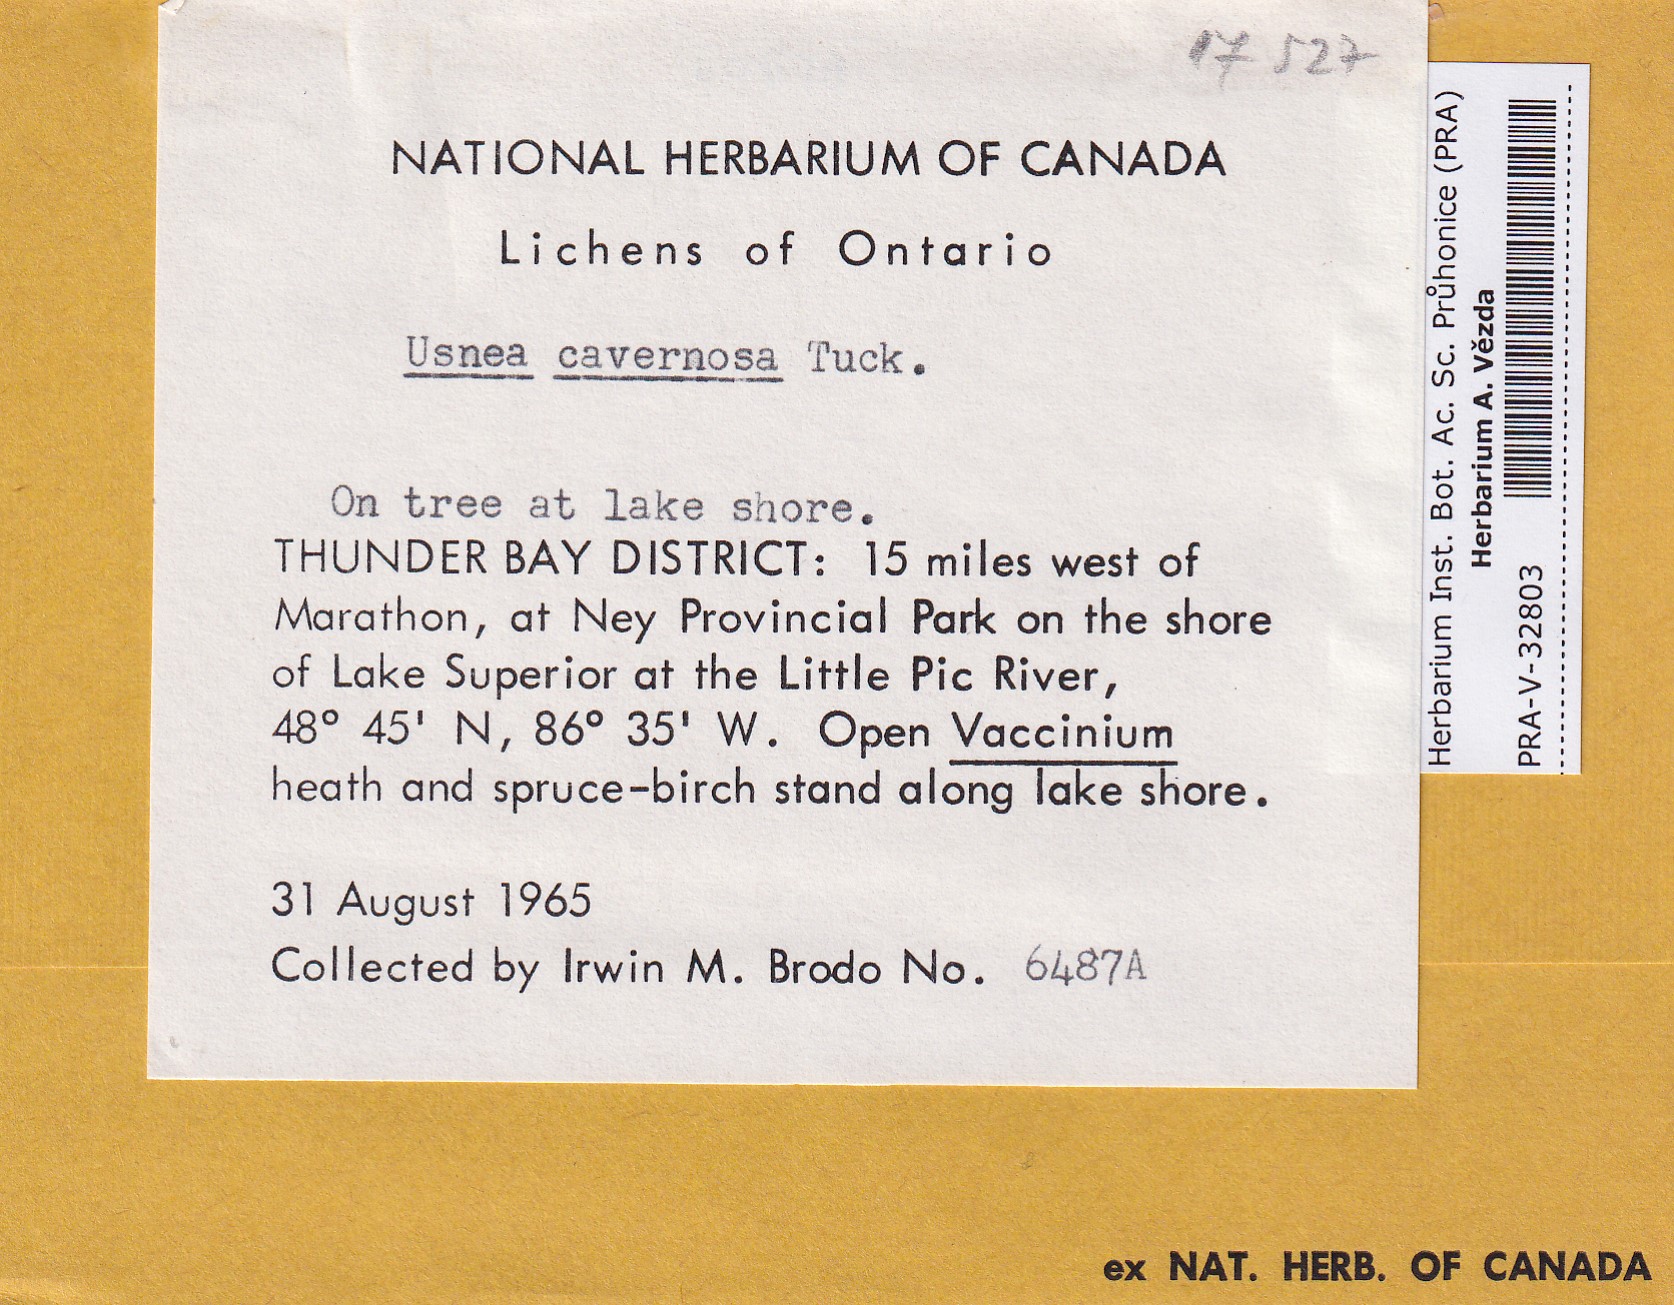 17 527
NATIONAL HERBARIUM OF CANADA
Lichens of Ontario
Usnea cavernosa Tuck.
On tree at lake shore.
THUNDER BAY DISTRICT: 15 miles west of
Marathon, at Ney Provincial Park on the shore
of Lake Superior at the Little Pic River,
48° 45' N, 86° 35' W. Open Vaccinium
heath and spruce-birch stand along lake shore.
31 August 1965
Collected by Irwin M. Brodo No. 6487A
Herbarium Inst. Bot. Ac. Sc. Průhonice (PRA)
Herbarium A. Vězda
PRA-V-32803
ex NAT. HERB. OF CANADA